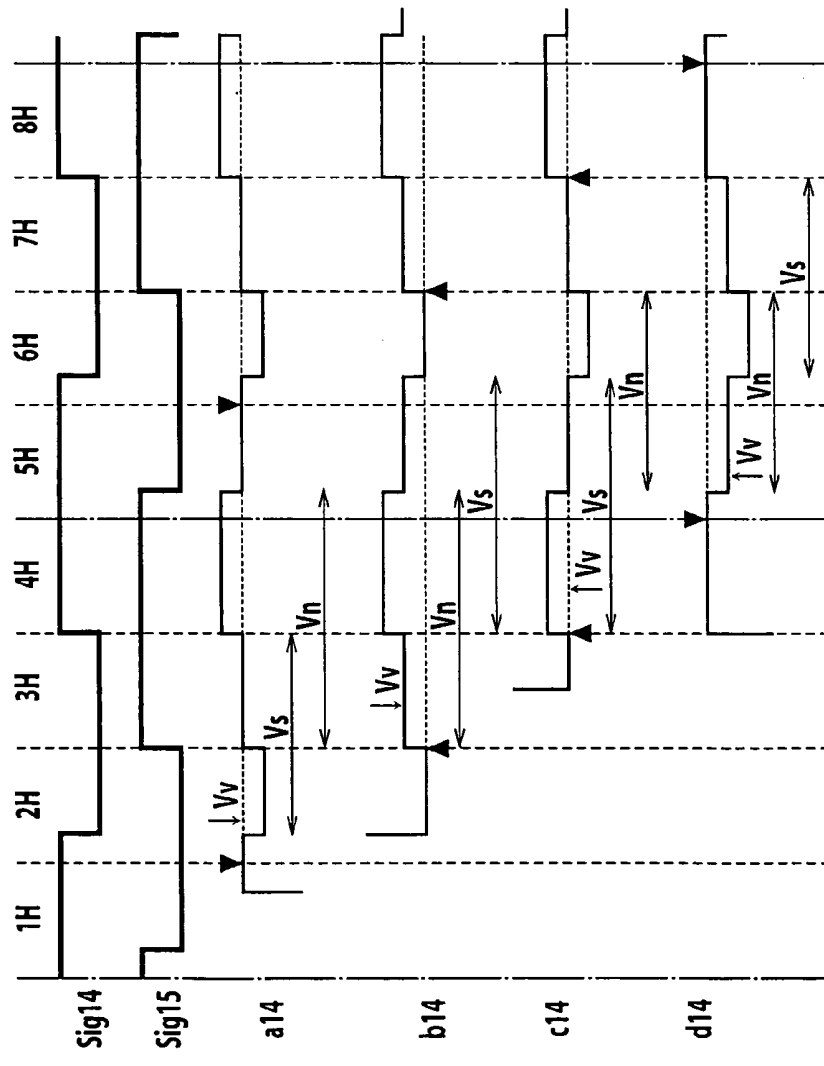 1H 2H 3H 4H 5H 6H 7H 8H
Sig14
Sig15
a14
Vv
Vs
Vn
b14
Vv
Vn
Vs
c14
Vv
Vs
Vn
d14
Vv
Vn
Vs